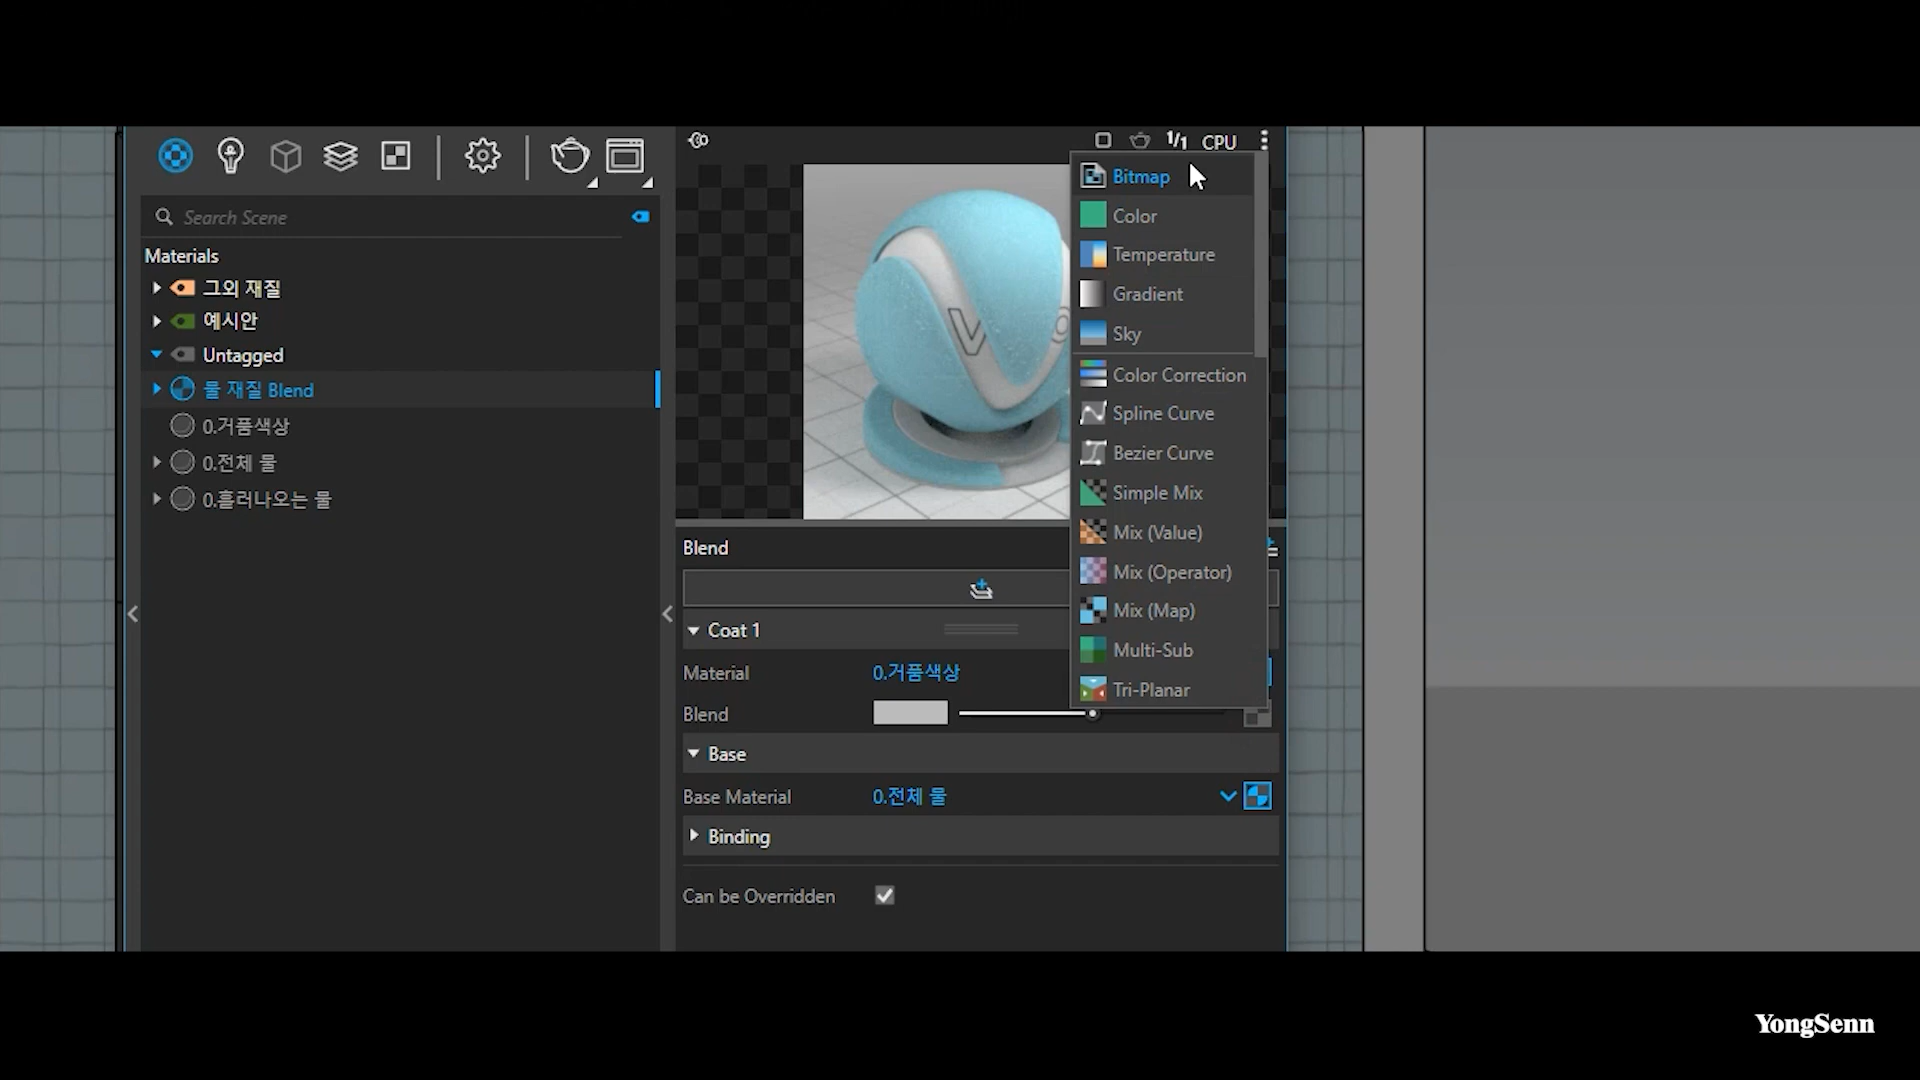 1/1 CPU
Search Scene
Materials
그외 재질
예시안
Untagged
물 재질 Blend
0.거품색상
0.전체 물
0.흘러나오는 물
Bitmap
Color
Temperature
Gradient
Sky
Color Correction
Spline Curve
Bezier Curve
Simple Mix
Mix (Value)
Mix (Operator)
Mix (Map)
Multi-Sub
Tri-Planar
Blend
Coat 1
Material 0.거품색상
Blend
Base
Base Material 0.전체 물
Binding
Can be Overridden
YongSenn